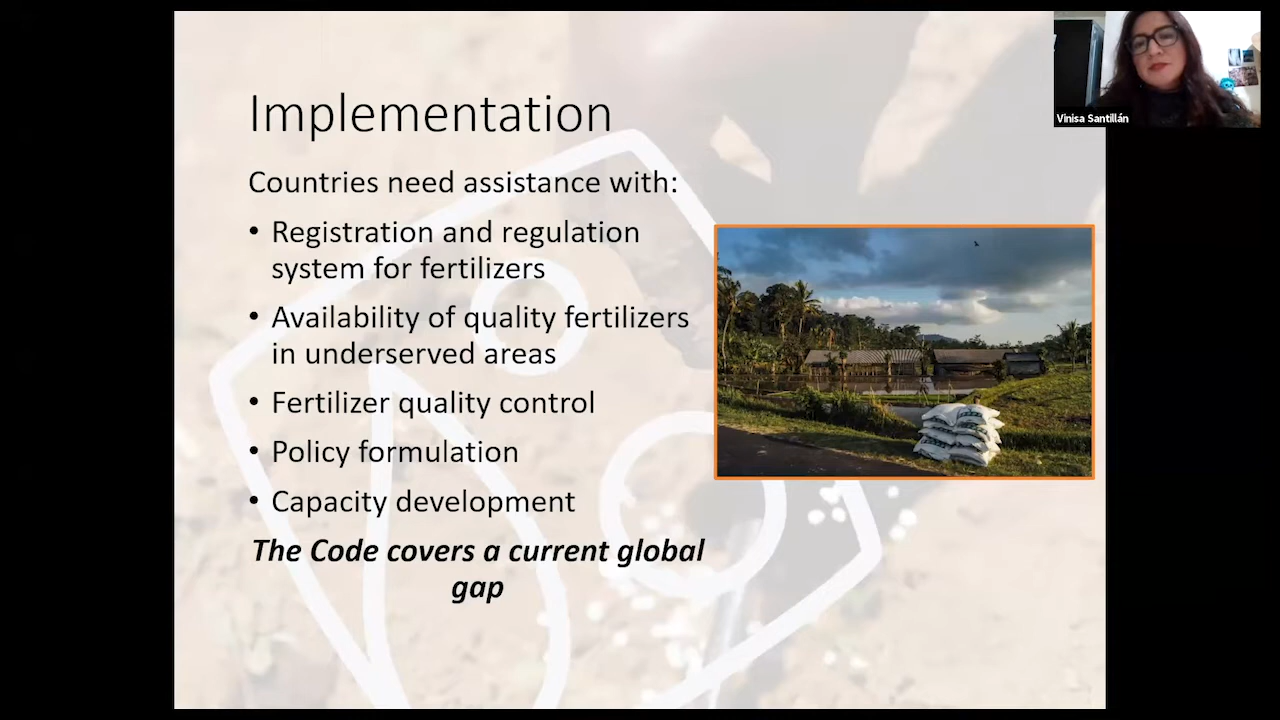 Vinisa Santillán
Implementation
Countries need assistance with:
• Registration and regulation
system for fertilizers
• Availability of quality fertilizers
in underserved areas
• Fertilizer quality control
• Policy formulation
• Capacity development
The Code covers a current global
gap